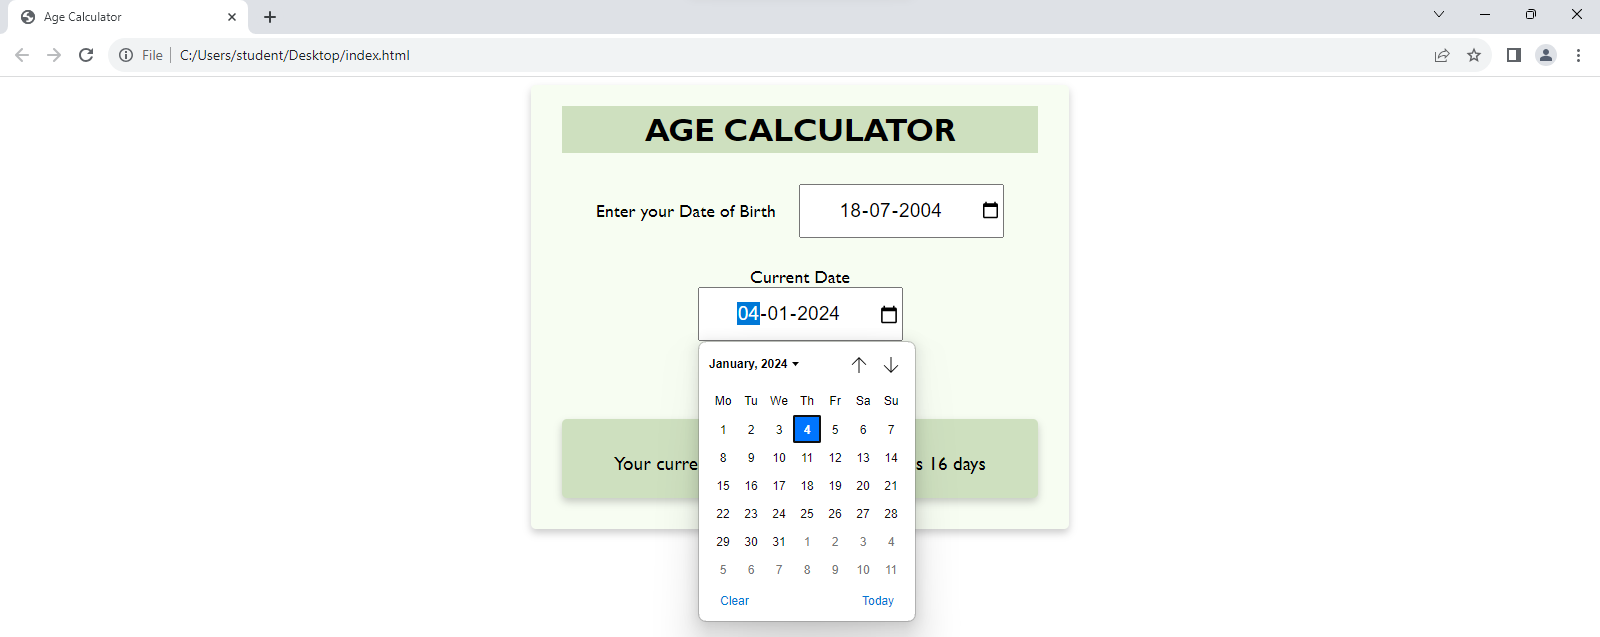 Age Calculator
File C:/Users/student/Desktop/index.html
AGE CALCULATOR
Enter your Date of Birth 18-07-2004
Current Date
04-01-2024
January, 2024
Mo Tu We Th Fr Sa Su
1 2 3 4 5 6 7
8 9 10 11 12 13 14
15 16 17 18 19 20 21
22 23 24 25 26 27 28
29 30 31 1 2 3 4
5 6 7 8 9 10 11
Clear Today
Your curre s 16 days